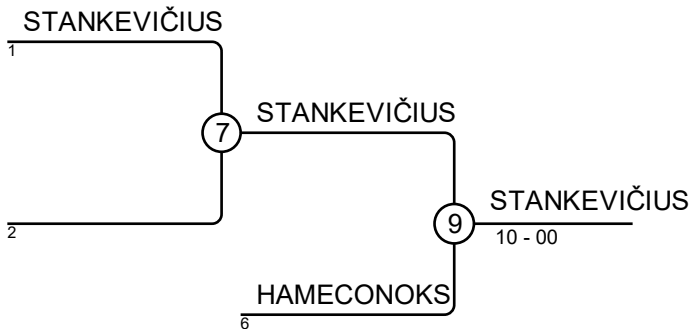 STANKEVIČIUS
1
7
STANKEVIČIUS
2
9
STANKEVIČIUS
10 - 00
HAMECONOKS
6